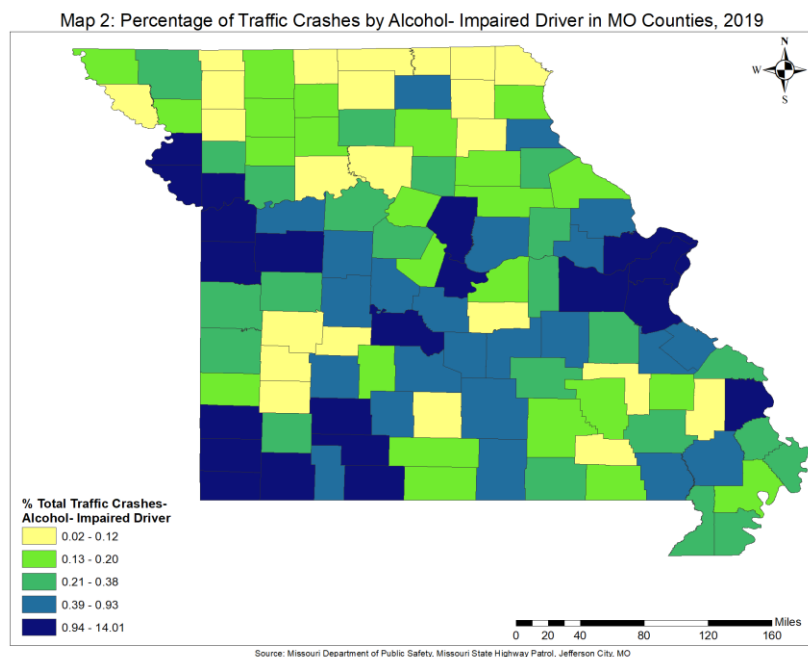 Map 2: Percentage of Traffic Crashes by Alcohol- Impaired Driver in MO Counties, 2019
N
W
E
S
% Total Traffic Crashes-
Alcohol- Impaired Driver
0.02 - 0.12
0.13 - 0.20
0.21 - 0.38
0.39 - 0.93
0.94 - 14.01
Miles
0 20 40 80 120 160
Source: Missouri Department of Public Safety, Missouri State Highway Patrol, Jefferson City, MO